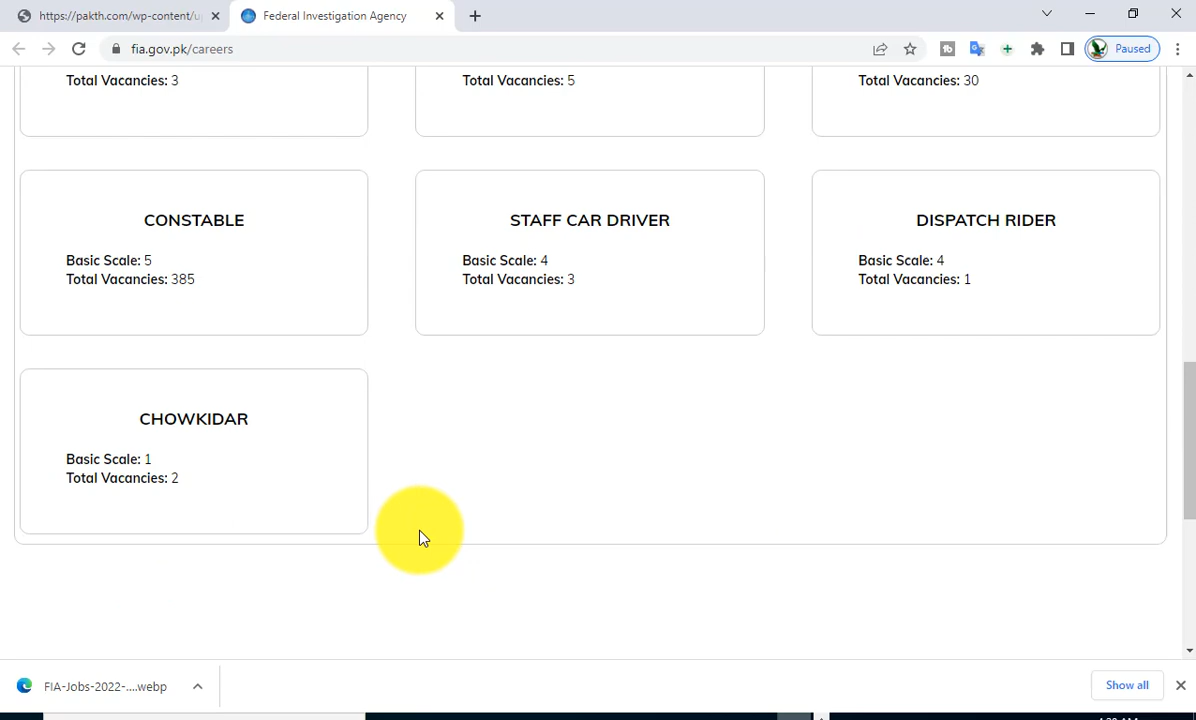 https://pakth.com/wp-content/u
Federal Investigation Agency
fia.gov.pk/careers
Paused
Total Vacancies: 3
Total Vacancies: 5
Total Vacancies: 30
CONSTABLE
Basic Scale: 5
Total Vacancies: 385
STAFF CAR DRIVER
Basic Scale: 4
Total Vacancies: 3
DISPATCH RIDER
Basic Scale: 4
Total Vacancies: 1
CHOWKIDAR
Basic Scale: 1
Total Vacancies: 2
FIA-Jobs-2022-....webp
Show all